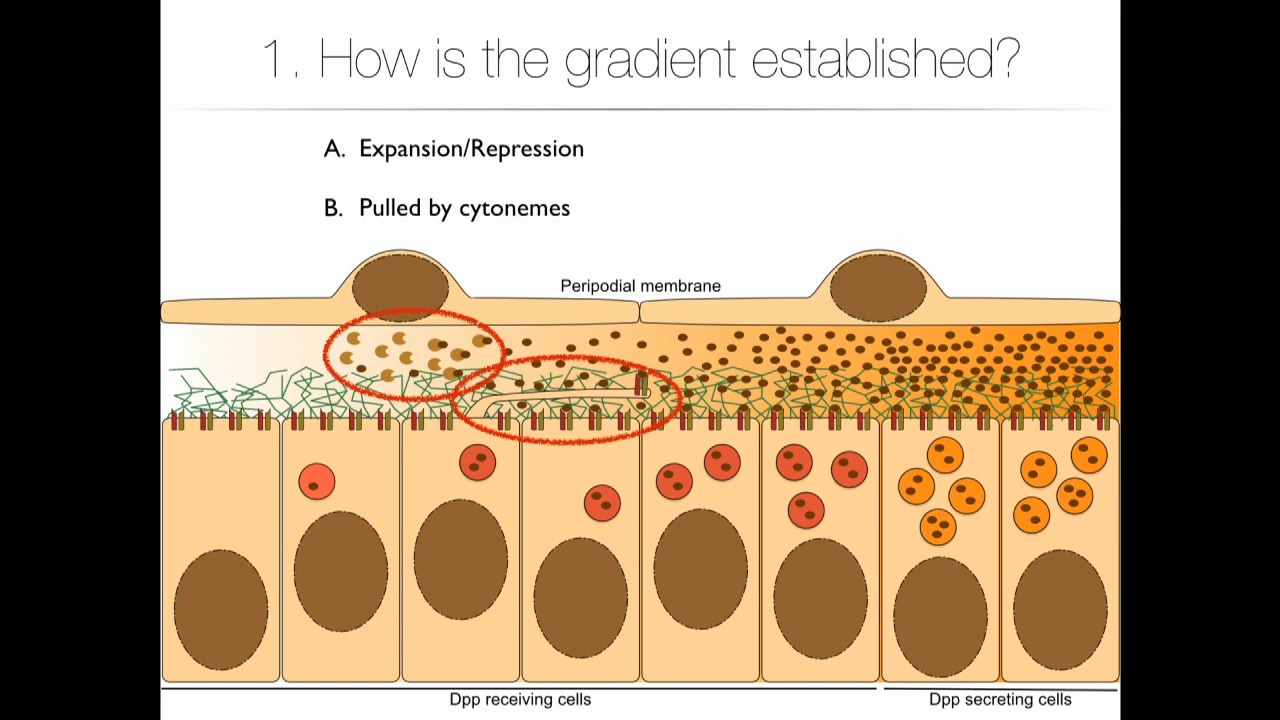 1. How is the gradient established?
A. Expansion/Repression
B. Pulled by cytonemes
Peripodial membrane
Dpp receiving cells
Dpp secreting cells